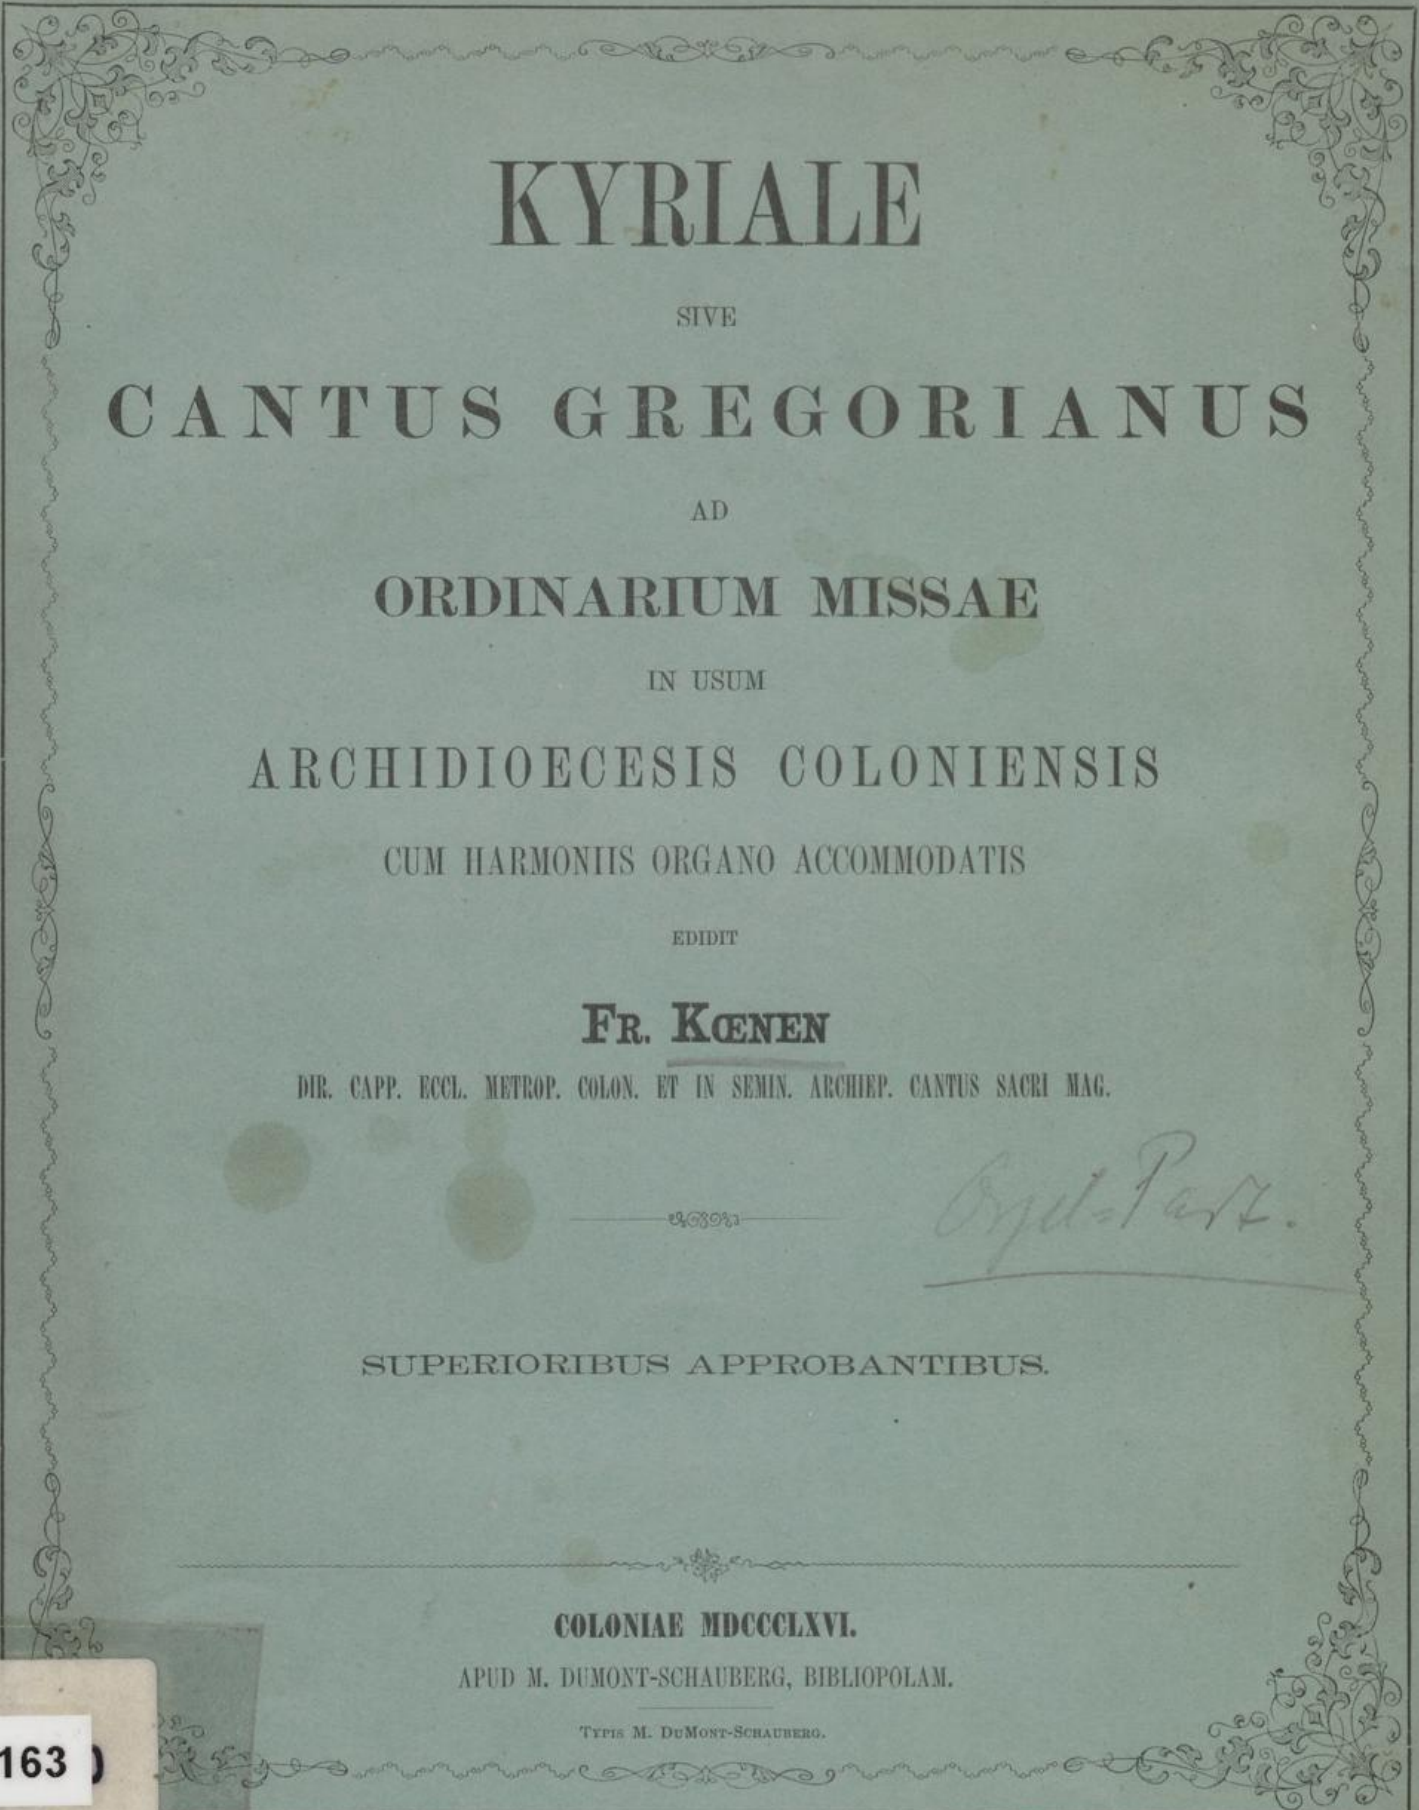 KYRIALE
SIVE
CANTUS GREGORIANUS
AD
ORDINARIUM MISSAE
IN USUM
ARCHIDIOECESIS COLONIENSIS
CUM HARMONIIS ORGANO ACCOMMODATIS
EDIDIT
FR. KŒNEN
DIR. CAPP. ECCL. METROP. COLON. ET IN SEMIN. ARCHIEP. CANTUS SACRI MAG.
Orgel=Part.
SUPERIORIBUS APPROBANTIBUS.
COLONIAE MDCCCLXVI.
APUD M. DUMONT-SCHAUBERG, BIBLIOPOLAM.
TYPIS M. DUMONT-SCHAUBERG.
163